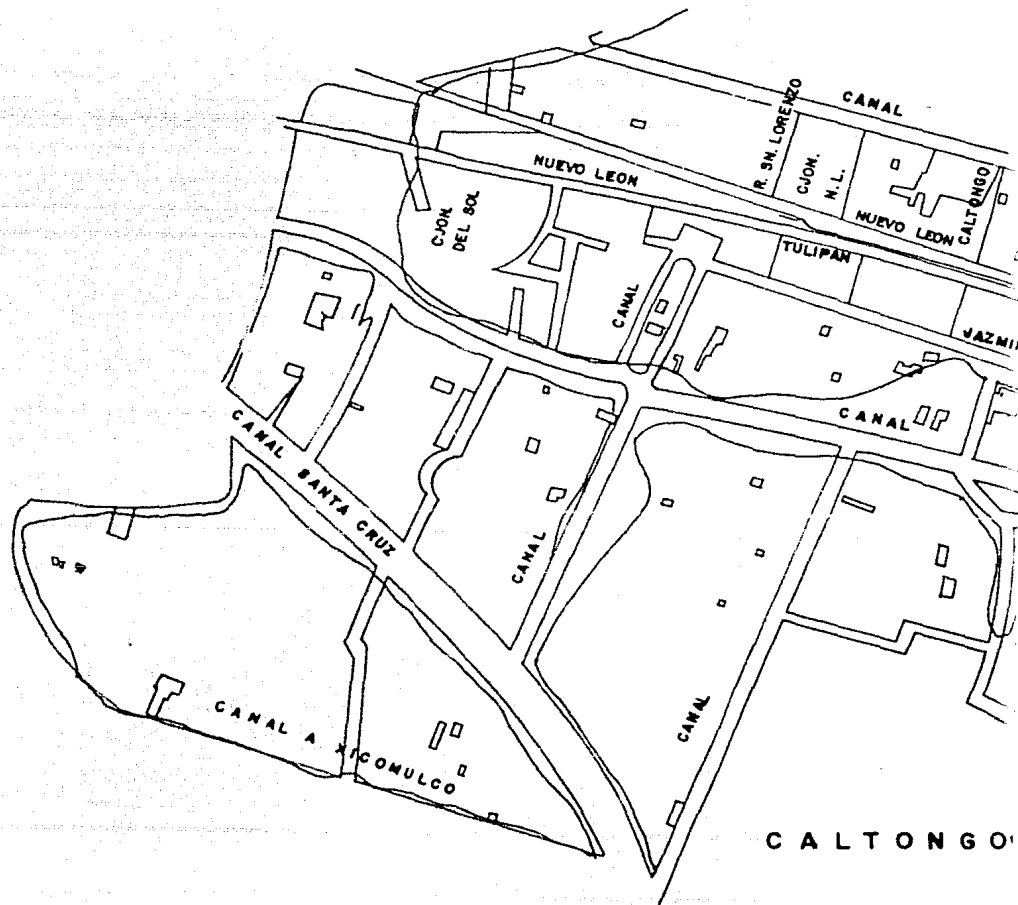 CANAL
R. SN. LORENZO
CJON.
N. L.
NUEVO LEON
CALTONGO
NUEVO LEON
CJON.
DEL SOL
TULIPAN
CANAL
JAZMI
CANAL
CANAL SANTA CRUZ
CANAL
CANAL
CANAL A XICOMULCO
CALTONGO